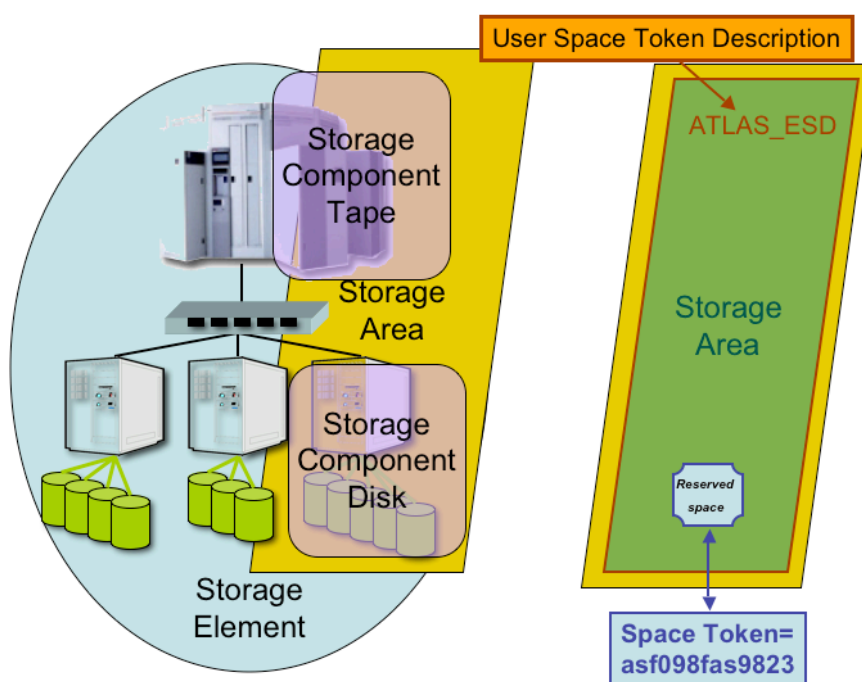 User Space Token Description
Storage
Component
Tape
Storage
Area
Storage
Component
Disk
Storage
Element
ATLAS_ESD
Storage
Area
Reserved
space
Space Token=
asf098fas9823